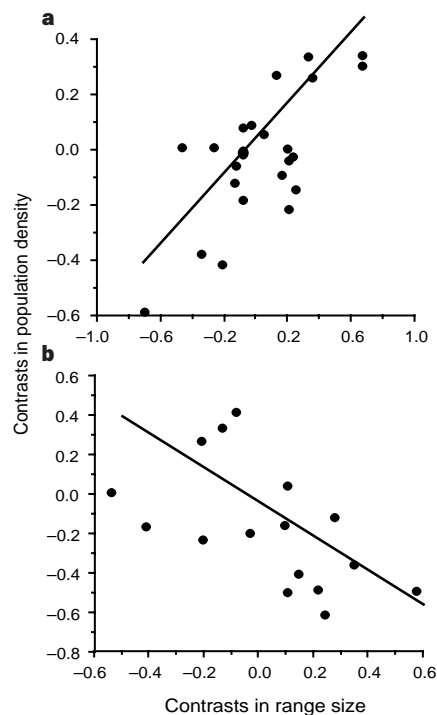 a
0.4
0.2
0.0
–0.2
–0.4
–0.6
–1.0 –0.6 –0.2 0.2 0.6 1.0
Contrasts in population density
b
0.6
0.4
0.2
0.0
–0.2
–0.4
–0.6
–0.8
–0.6 –0.4 –0.2 0.0 0.2 0.4 0.6
Contrasts in range size